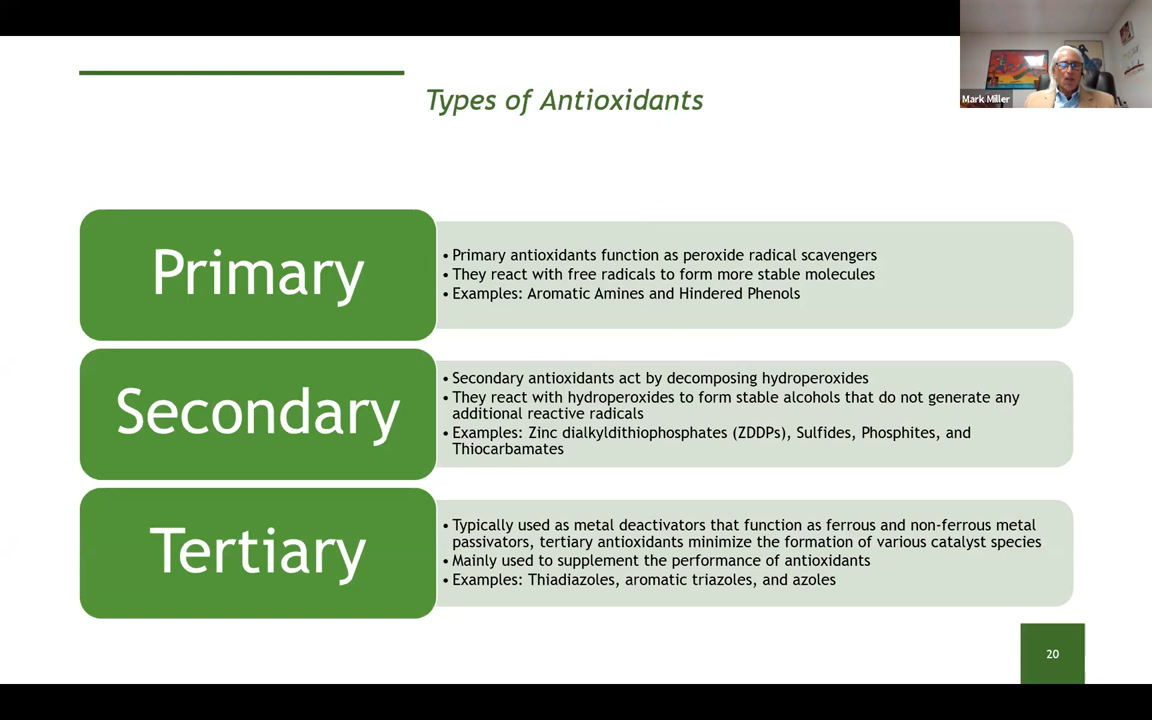 Types of Antioxidants
Mark Miller
Primary
• Primary antioxidants function as peroxide radical scavengers
• They react with free radicals to form more stable molecules
• Examples: Aromatic Amines and Hindered Phenols
Secondary
• Secondary antioxidants act by decomposing hydroperoxides
• They react with hydroperoxides to form stable alcohols that do not generate any
additional reactive radicals
• Examples: Zinc dialkyldithiophosphates (ZDDPs), Sulfides, Phosphites, and
Thiocarbamates
Tertiary
• Typically used as metal deactivators that function as ferrous and non-ferrous metal
passivators, tertiary antioxidants minimize the formation of various catalyst species
• Mainly used to supplement the performance of antioxidants
• Examples: Thiadiazoles, aromatic triazoles, and azoles
20